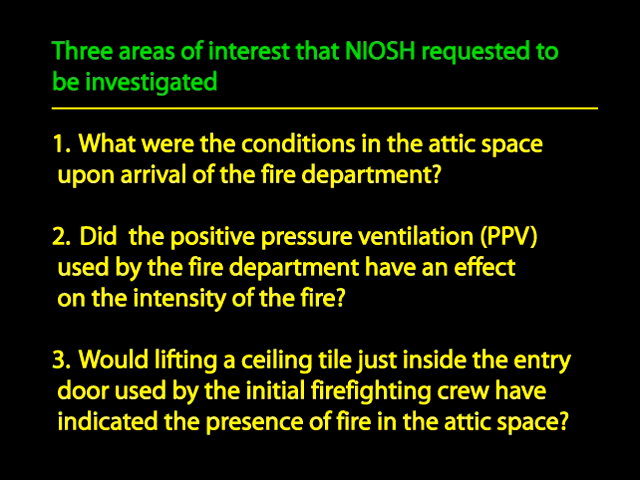 Three areas of interest that NIOSH requested to
be investigated
1. What were the conditions in the attic space
upon arrival of the fire department?
2. Did  the positive pressure ventilation (PPV)
used by the fire department have an effect
on the intensity of the fire?
3. Would lifting a ceiling tile just inside the entry
door used by the initial firefighting crew have
indicated the presence of fire in the attic space?